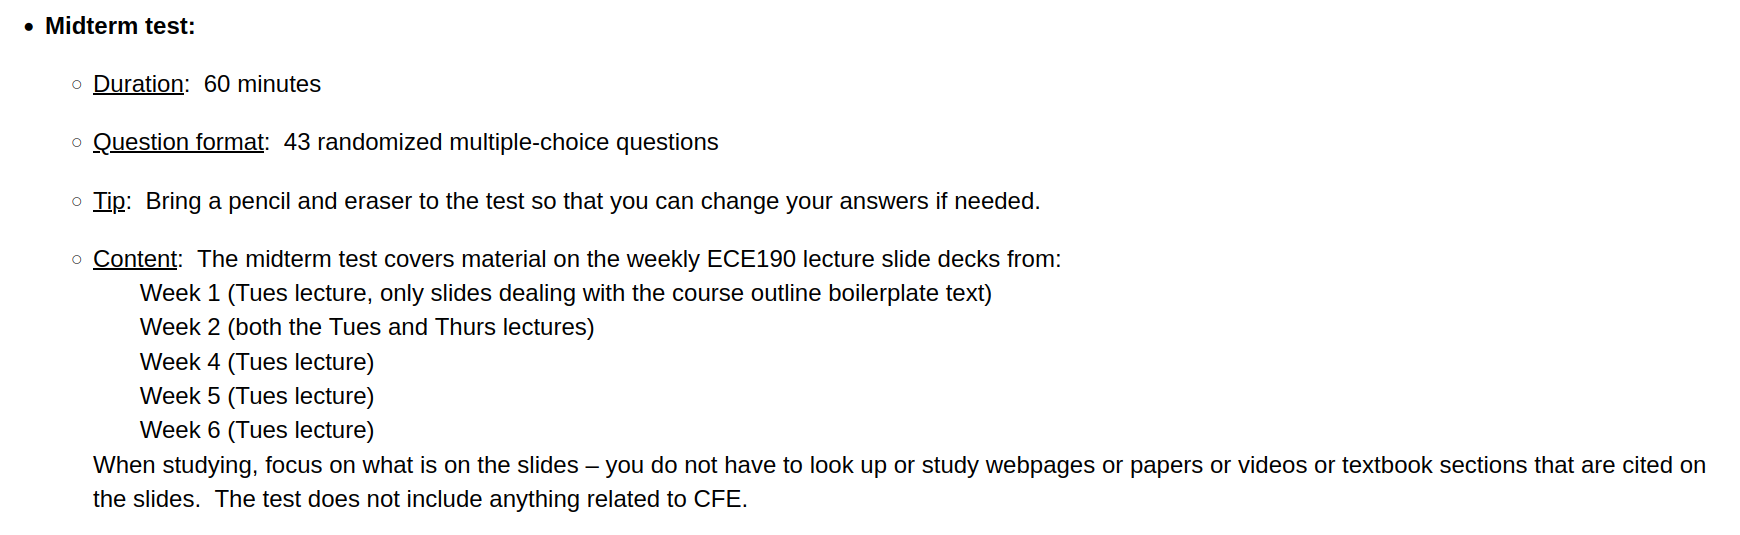 • Midterm test:
○ Duration:  60 minutes
○ Question format:  43 randomized multiple-choice questions
○ Tip:  Bring a pencil and eraser to the test so that you can change your answers if needed.
○ Content:  The midterm test covers material on the weekly ECE190 lecture slide decks from:
Week 1 (Tues lecture, only slides dealing with the course outline boilerplate text)
Week 2 (both the Tues and Thurs lectures)
Week 4 (Tues lecture)
Week 5 (Tues lecture)
Week 6 (Tues lecture)
When studying, focus on what is on the slides – you do not have to look up or study webpages or papers or videos or textbook sections that are cited on
the slides.  The test does not include anything related to CFE.